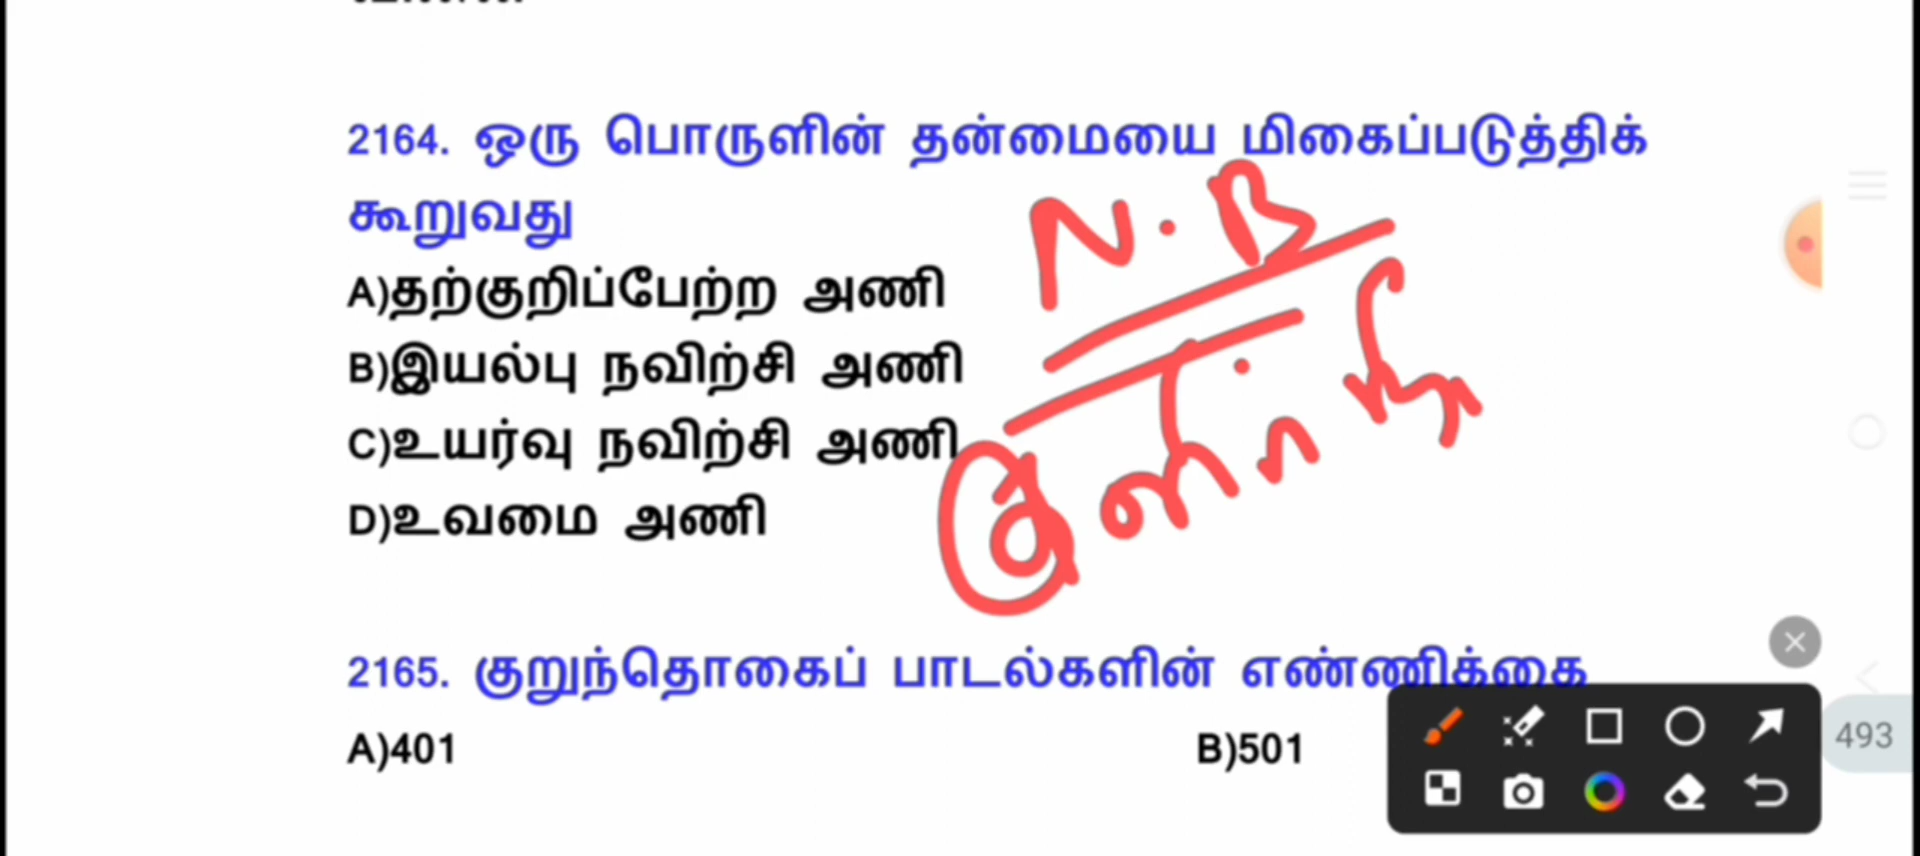 2164. ஒரு பொருளின் தன்மையை மிகைப்படுத்திக்
கூறுவது
A)தற்குறிப்பேற்ற அணி
B)இயல்பு நவிற்சி அணி
C)உயர்வு நவிற்சி அணி
D)உவமை அணி
N.B
2165. குறுந்தொகைப் பாடல்களின் எண்ணிக்கை
A)401 B)501
493